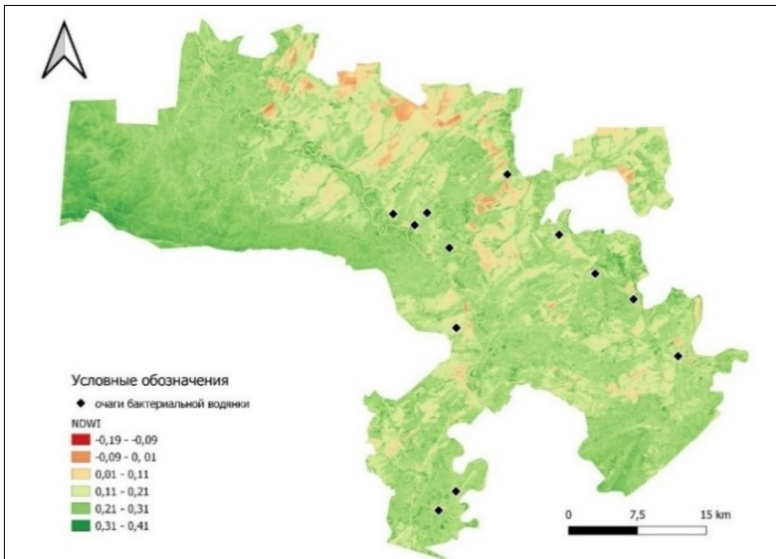 Условные обозначения
очаги бактериальной водянки
NDWI
-0,19 - -0,09
-0,09 - 0, 01
0,01 - 0,11
0,11 - 0,21
0,21 - 0,31
0,31 - 0,41
0 7,5 15 km